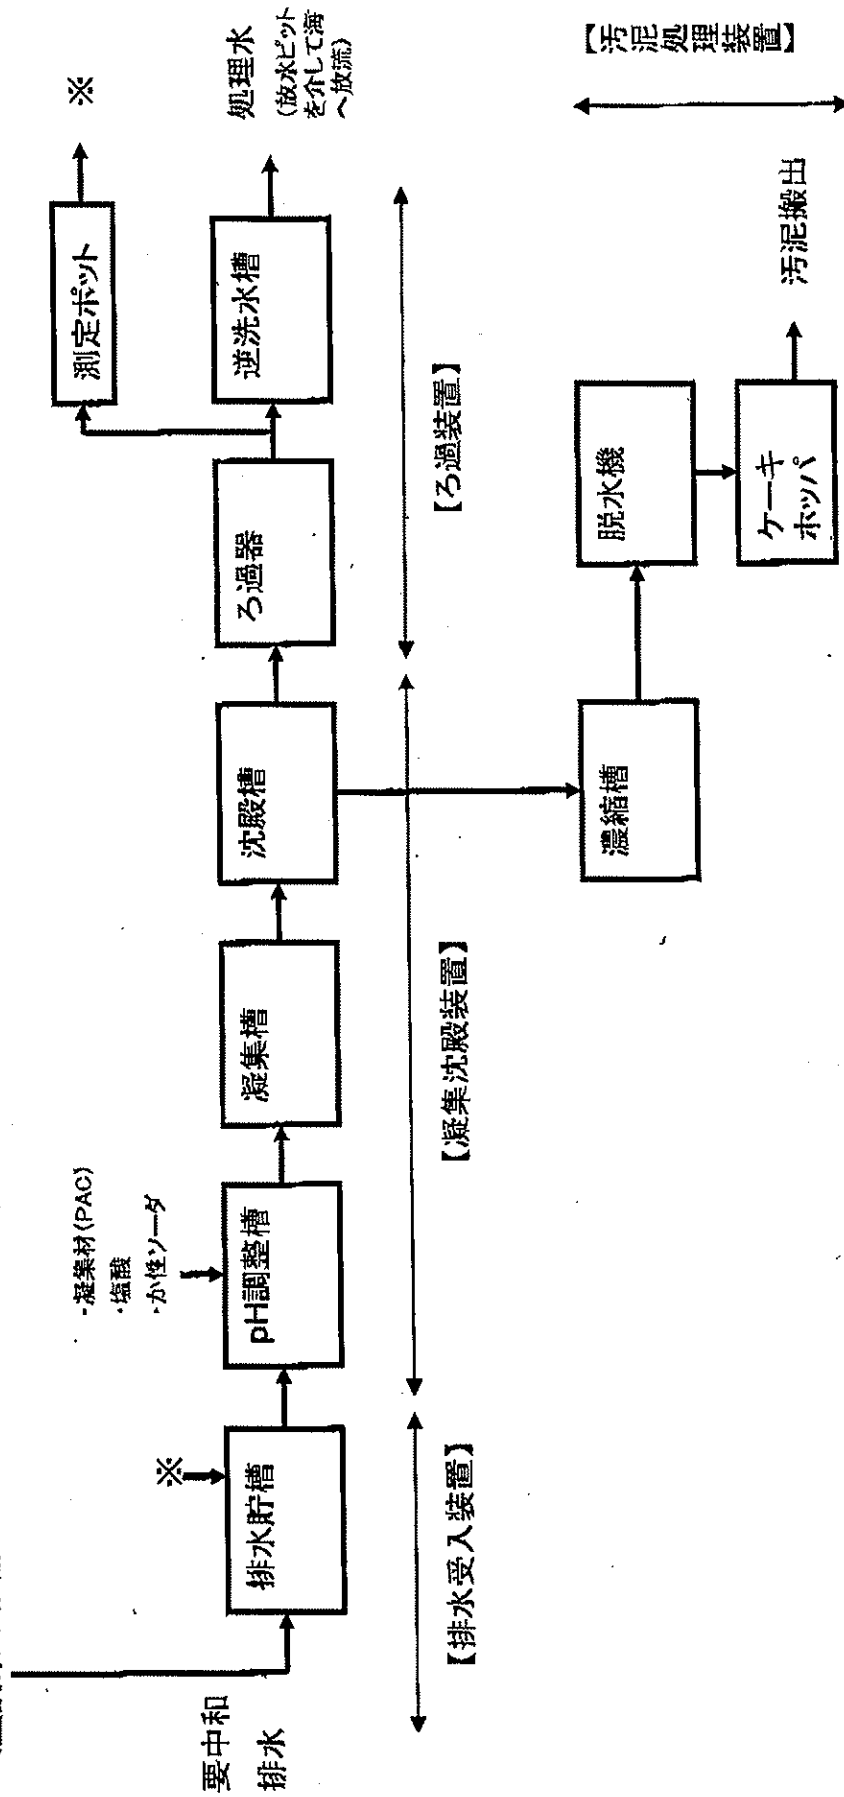 ※
測定ポット
処理水
(放水ピット
を介して海
へ放流)
逆洗水槽
ろ過器
沈殿槽
凝集槽
・凝集材(PAC)
・塩酸
・か性ソーダ
pH調整槽
※
排水貯槽
要中和
排水
【ろ過装置】
【凝集沈殿装置】
【排水受入装置】
【汚泥処理装置】
濃縮槽
脱水機
ケーキ
ホッパ
汚泥搬出